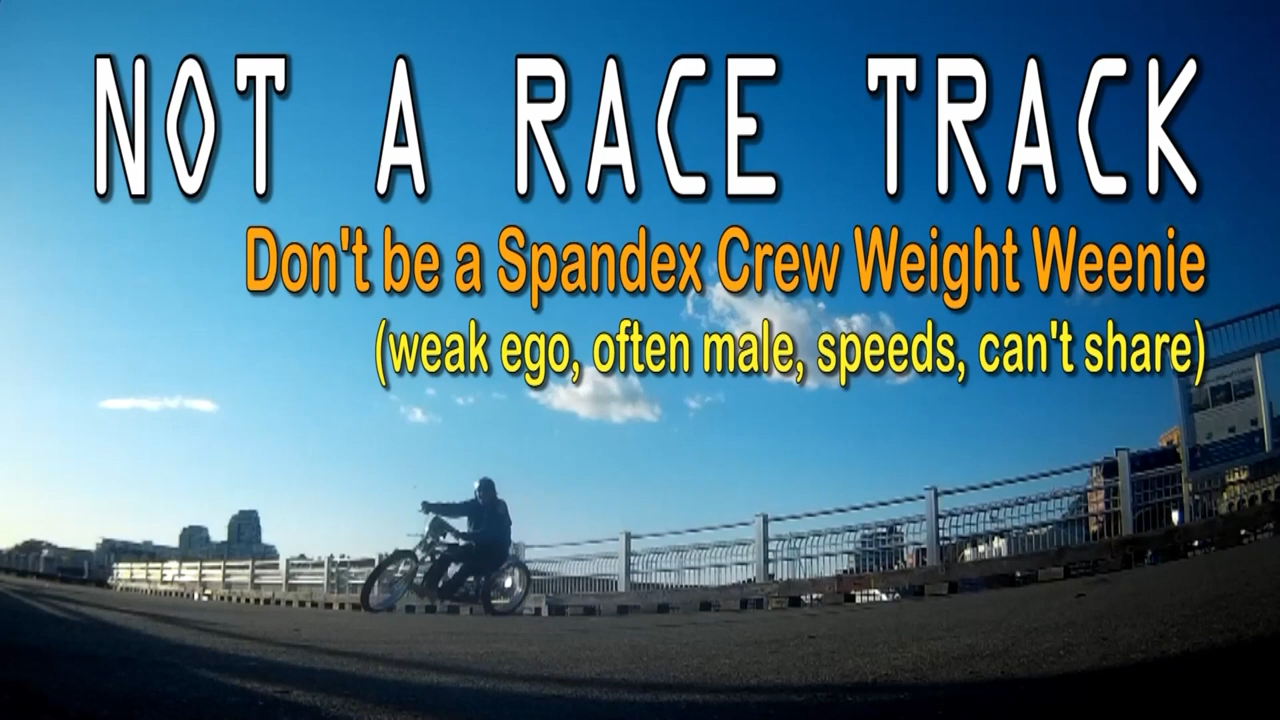 NOT A RACE TRACK
Don't be a Spandex Crew Weight Weenie
(weak ego, often male, speeds, can't share)